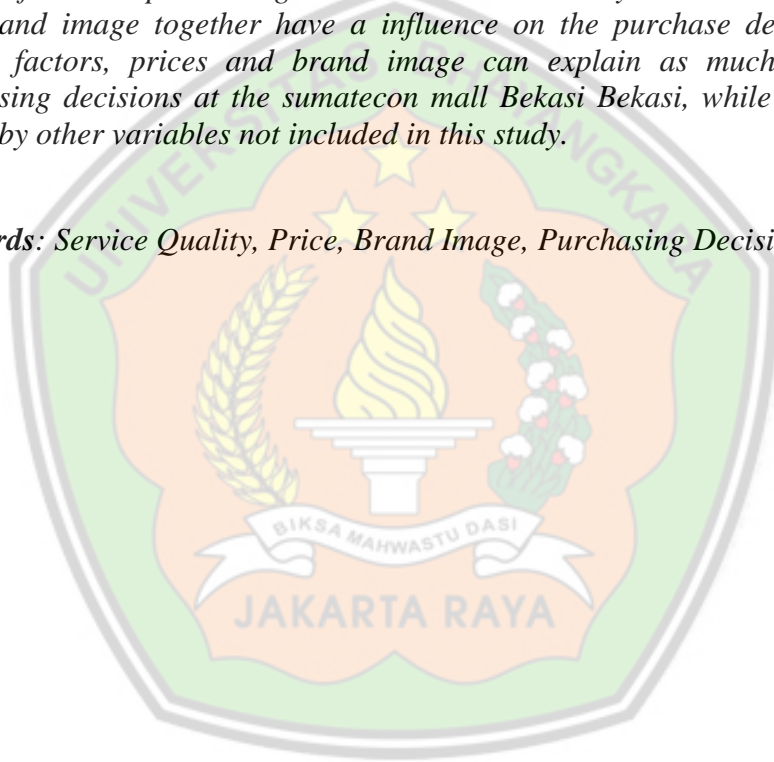 and image together have a influence on the purchase de
factors, prices and brand image can explain as much
sing decisions at the sumatecon mall Bekasi Bekasi, while
by other variables not included in this study.
rds: Service Quality, Price, Brand Image, Purchasing Decisi
UNIVERSITAS BHAYANGKARA
BIKSA MAHWASTU DASI
JAKARTA RAYA